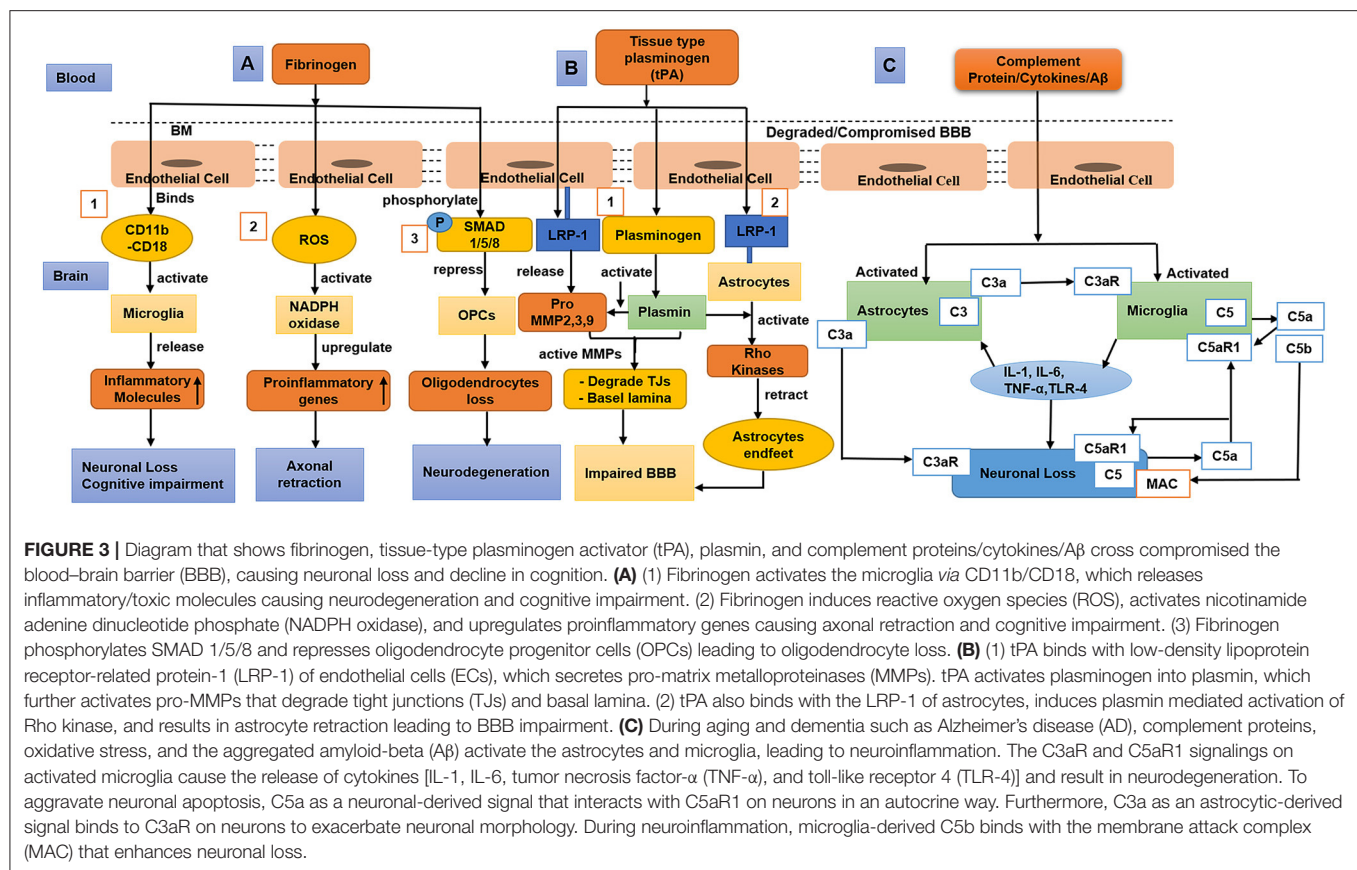 Blood
A
Fibrinogen
B
Tissue type
plasminogen
(tPA)
C
Complement
Protein/Cytokines/Aβ
BM
Degraded/Compromised BBB
Endothelial Cell
Endothelial Cell
Endothelial Cell
Endothelial Cell
Endothelial Cell
Endothelial Cell
1
Binds
CD11b
-CD18
Brain
activate
Microglia
release
Inflammatory
Molecules
Neuronal Loss
Cognitive impairment
2
ROS
activate
NADPH
oxidase
upregulate
Proinflammatory
genes
Axonal
retraction
phosphorylate
P
3
SMAD
1/5/8
repress
OPCs
Oligodendrocytes
loss
Neurodegeneration
1
LRP-1
release
Pro
MMP2,3,9
Plasminogen
activate
Plasmin
active MMPs
- Degrade TJs
- Basel lamina
Impaired BBB
2
LRP-1
Astrocytes
activate
Rho
Kinases
retract
Astrocytes
endfeet
Activated
Astrocytes
C3
C3a
C3aR
Activated
Microglia
C5
C5a
C5aR1
C5b
C3a
IL-1, IL-6,
TNF-α,TLR-4
C3aR
Neuronal Loss
C5aR1
C5
C5a
MAC
FIGURE 3 | Diagram that shows fibrinogen, tissue-type plasminogen activator (tPA), plasmin, and complement proteins/cytokines/Aβ cross compromised the
blood–brain barrier (BBB), causing neuronal loss and decline in cognition. (A) (1) Fibrinogen activates the microglia via CD11b/CD18, which releases
inflammatory/toxic molecules causing neurodegeneration and cognitive impairment. (2) Fibrinogen induces reactive oxygen species (ROS), activates nicotinamide
adenine dinucleotide phosphate (NADPH oxidase), and upregulates proinflammatory genes causing axonal retraction and cognitive impairment. (3) Fibrinogen
phosphorylates SMAD 1/5/8 and represses oligodendrocyte progenitor cells (OPCs) leading to oligodendrocyte loss. (B) (1) tPA binds with low-density lipoprotein
receptor-related protein-1 (LRP-1) of endothelial cells (ECs), which secretes pro-matrix metalloproteinases (MMPs). tPA activates plasminogen into plasmin, which
further activates pro-MMPs that degrade tight junctions (TJs) and basal lamina. (2) tPA also binds with the LRP-1 of astrocytes, induces plasmin mediated activation of
Rho kinase, and results in astrocyte retraction leading to BBB impairment. (C) During aging and dementia such as Alzheimer's disease (AD), complement proteins,
oxidative stress, and the aggregated amyloid-beta (Aβ) activate the astrocytes and microglia, leading to neuroinflammation. The C3aR and C5aR1 signalings on
activated microglia cause the release of cytokines [IL-1, IL-6, tumor necrosis factor-α (TNF-α), and toll-like receptor 4 (TLR-4)] and result in neurodegeneration. To
aggravate neuronal apoptosis, C5a as a neuronal-derived signal that interacts with C5aR1 on neurons in an autocrine way. Furthermore, C3a as an astrocytic-derived
signal binds to C3aR on neurons to exacerbate neuronal morphology. During neuroinflammation, microglia-derived C5b binds with the membrane attack complex
(MAC) that enhances neuronal loss.